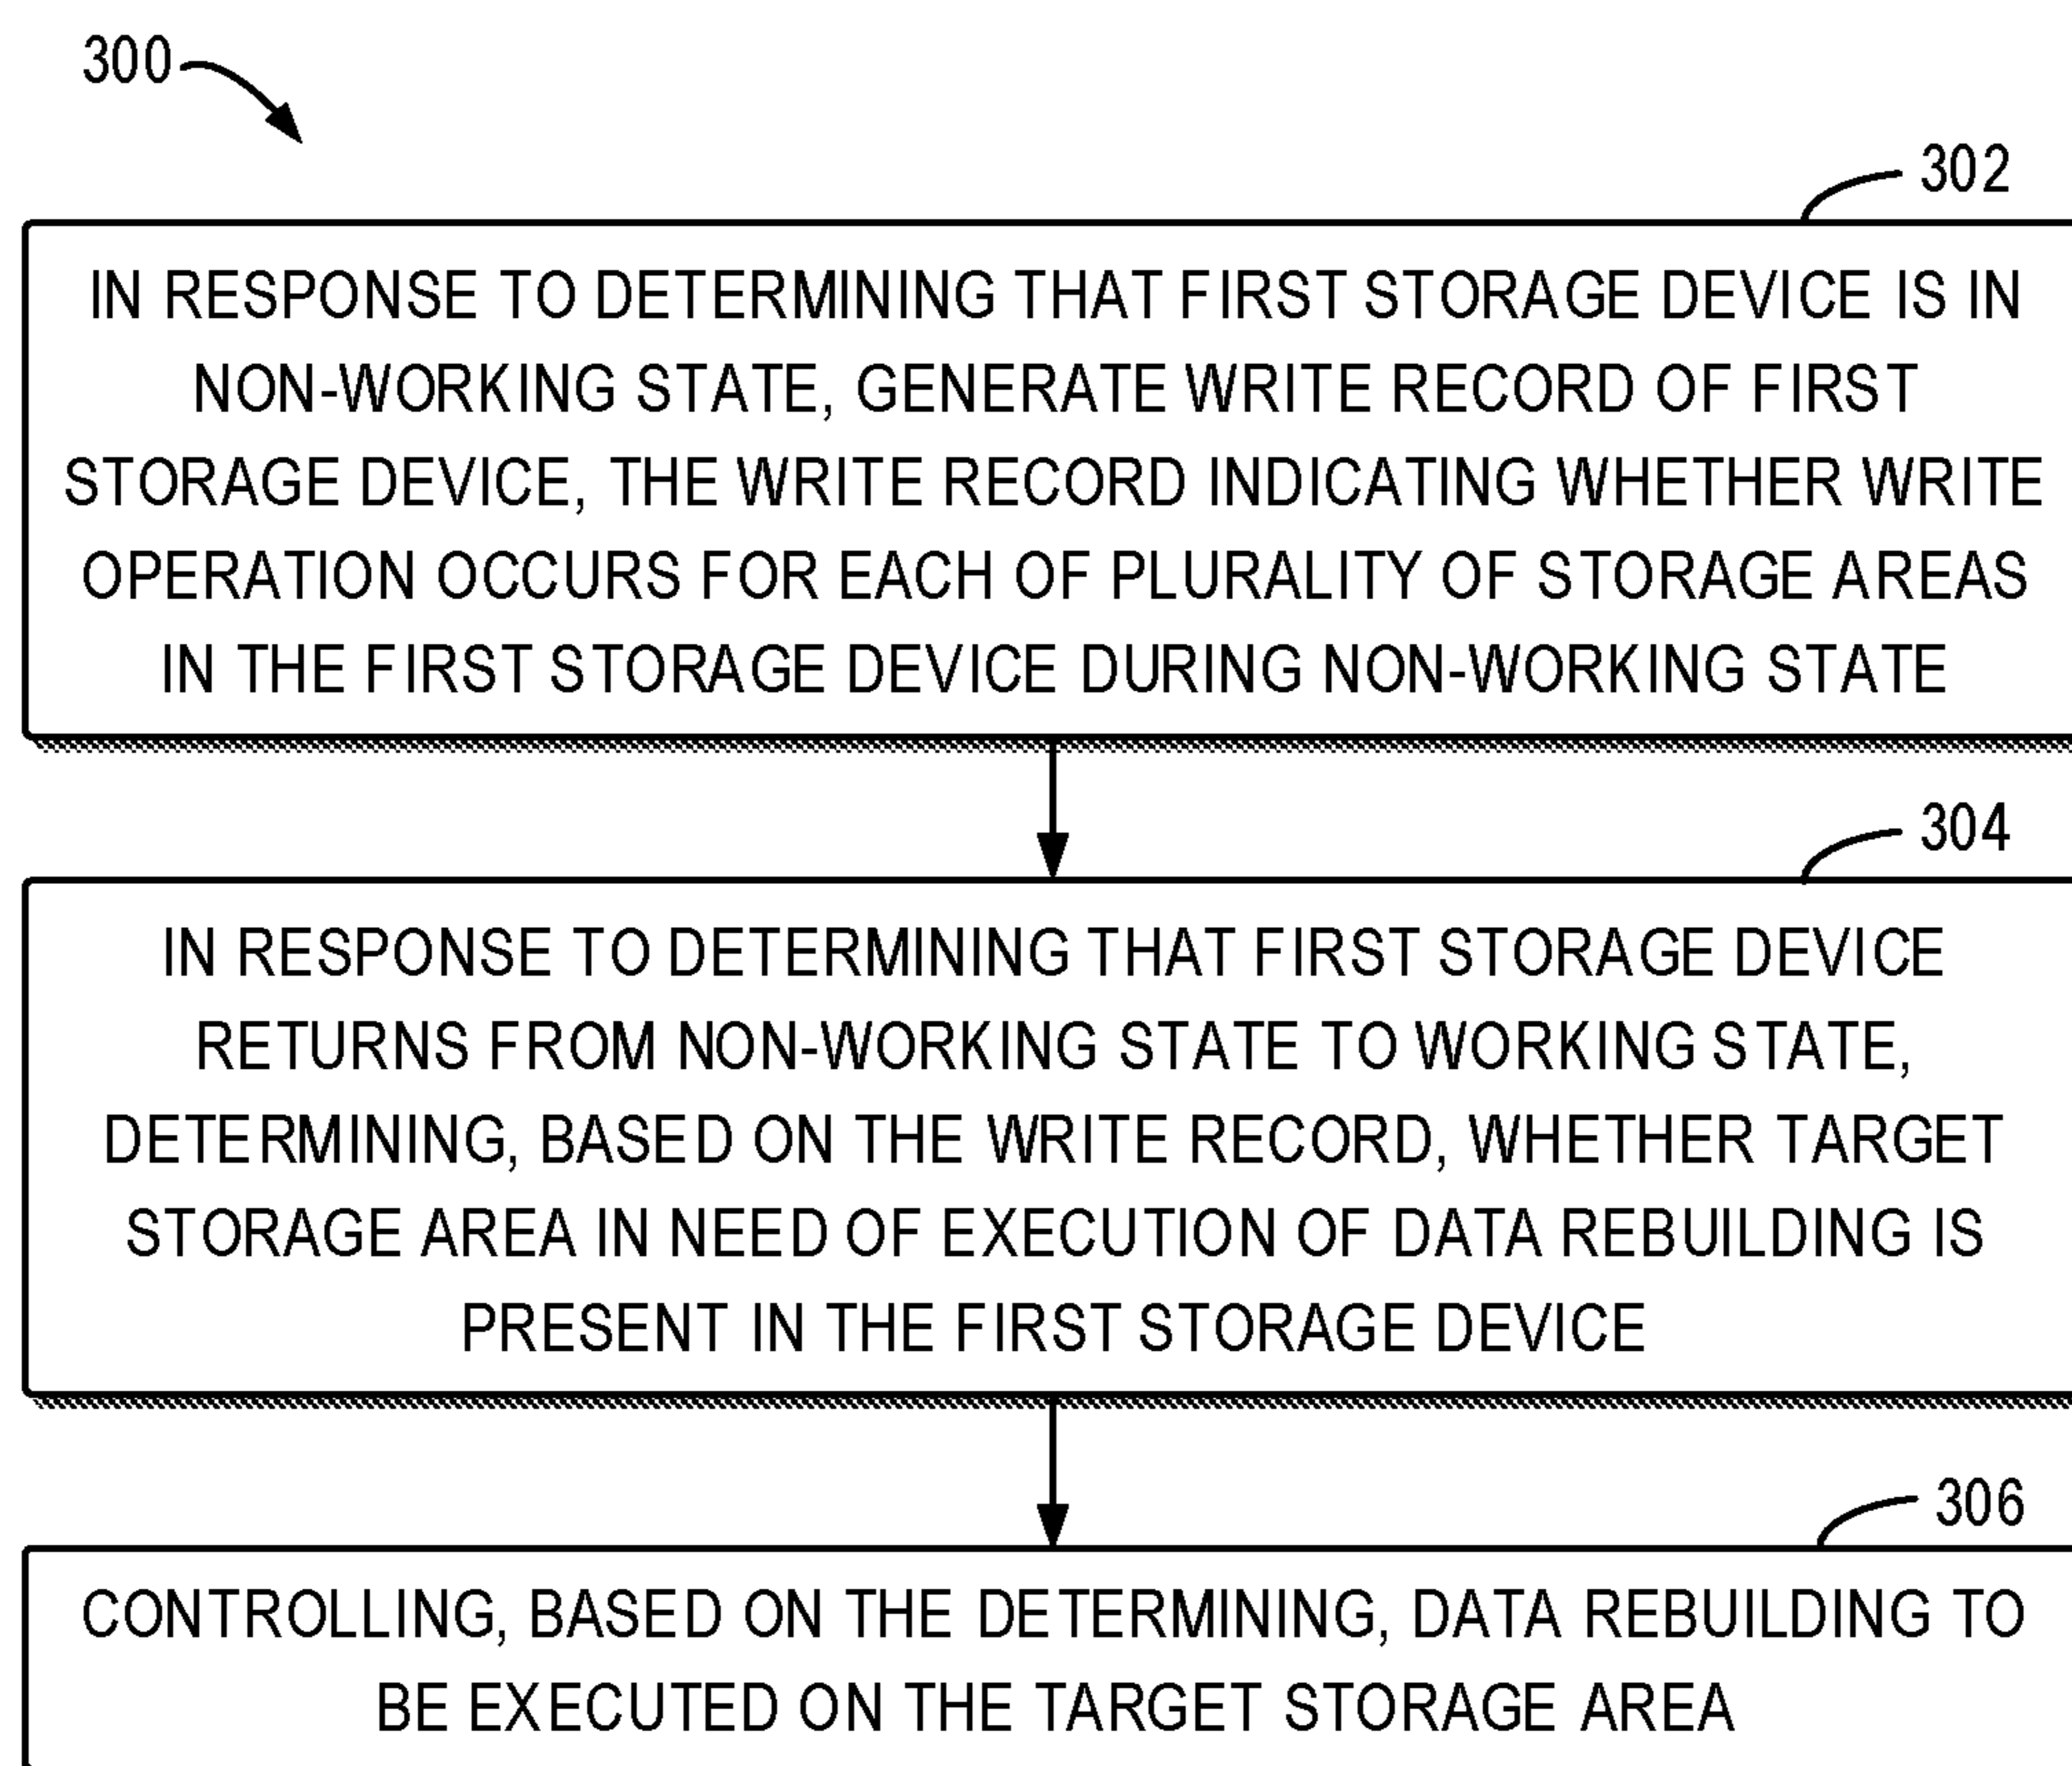 300
302
IN RESPONSE TO DETERMINING THAT FIRST STORAGE DEVICE IS IN
NON-WORKING STATE, GENERATE WRITE RECORD OF FIRST
STORAGE DEVICE, THE WRITE RECORD INDICATING WHETHER WRITE
OPERATION OCCURS FOR EACH OF PLURALITY OF STORAGE AREAS
IN THE FIRST STORAGE DEVICE DURING NON-WORKING STATE
304
IN RESPONSE TO DETERMINING THAT FIRST STORAGE DEVICE
RETURNS FROM NON-WORKING STATE TO WORKING STATE,
DETERMINING, BASED ON THE WRITE RECORD, WHETHER TARGET
STORAGE AREA IN NEED OF EXECUTION OF DATA REBUILDING IS
PRESENT IN THE FIRST STORAGE DEVICE
306
CONTROLLING, BASED ON THE DETERMINING, DATA REBUILDING TO
BE EXECUTED ON THE TARGET STORAGE AREA